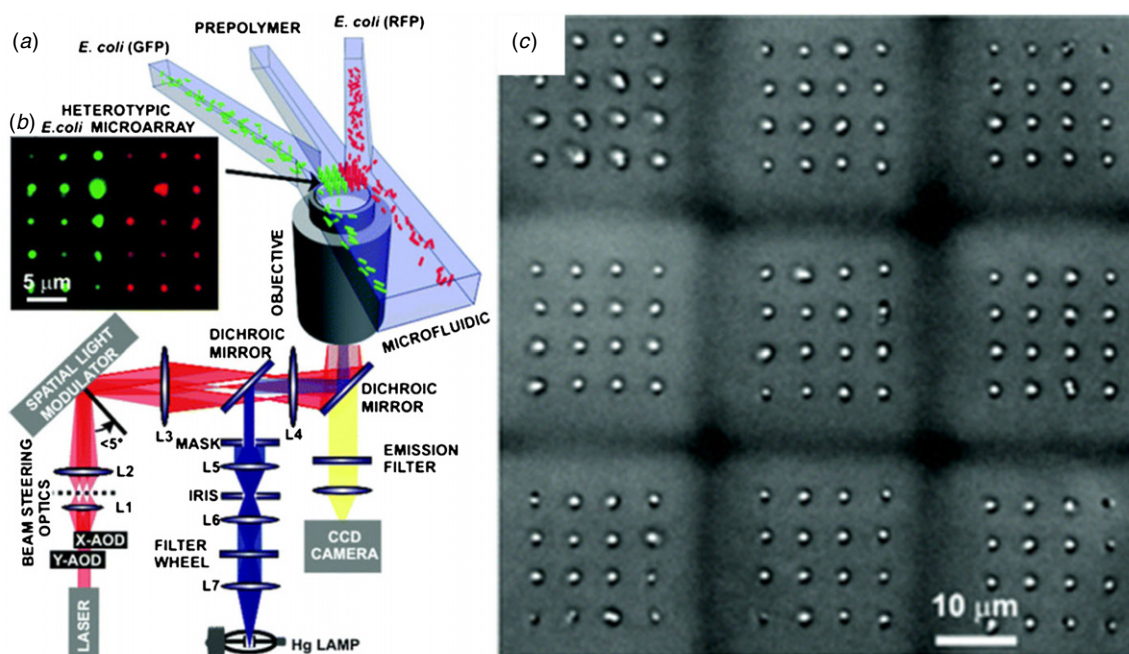 (a)
E. coli (GFP)
PREPOLYMER
E. coli (RFP)
(b)
HETEROTYPIC
E.coli MICROARRAY
5 μm
OBJECTIVE
MICROFLUIDIC
SPATIAL LIGHT
MODULATOR
<5°
DICHROIC
MIRROR
L3
L4
DICHROIC
MIRROR
BEAM STEERING
OPTICS
L2
L1
X-AOD
Y-AOD
LASER
MASK
L5
IRIS
L6
FILTER
WHEEL
L7
Hg LAMP
EMISSION
FILTER
CCD
CAMERA
(c)
10 μm